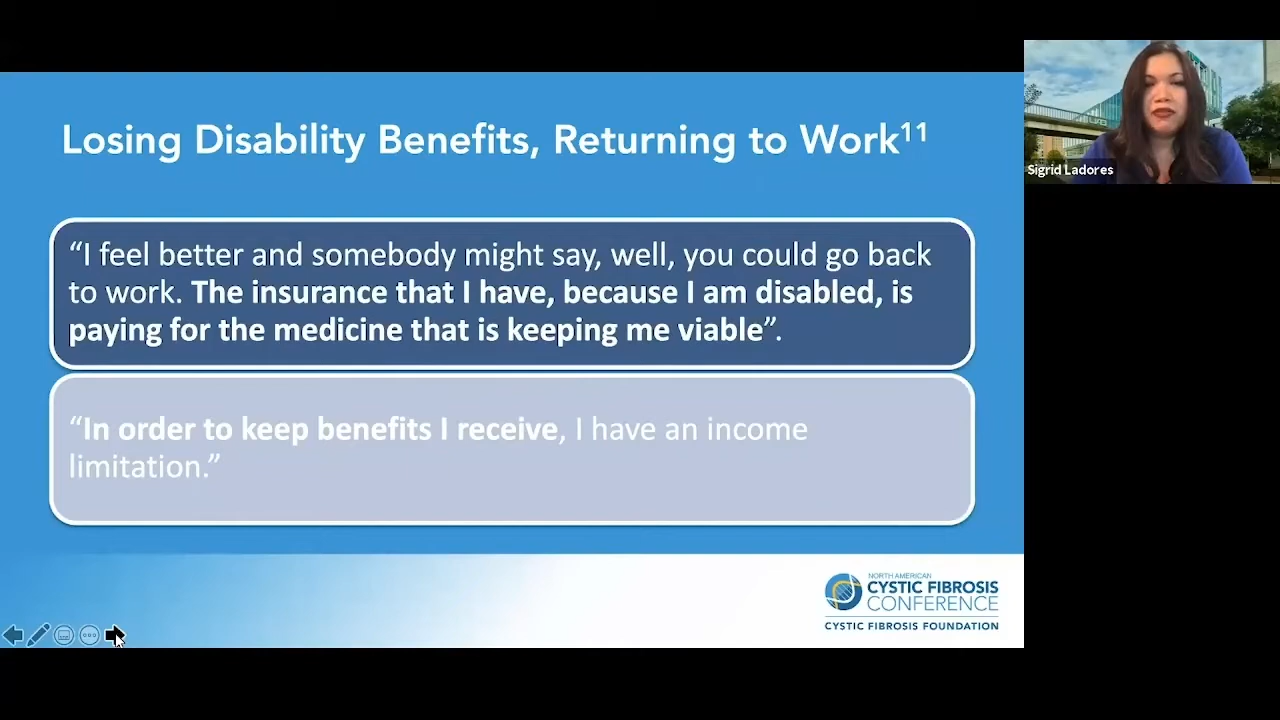 Losing Disability Benefits, Returning to Work¹¹
Sigrid Ladores
“I feel better and somebody might say, well, you could go back
to work. The insurance that I have, because I am disabled, is
paying for the medicine that is keeping me viable”.
“In order to keep benefits I receive, I have an income
limitation.”
NORTH AMERICAN
CYSTIC FIBROSIS
CONFERENCE
CYSTIC FIBROSIS FOUNDATION